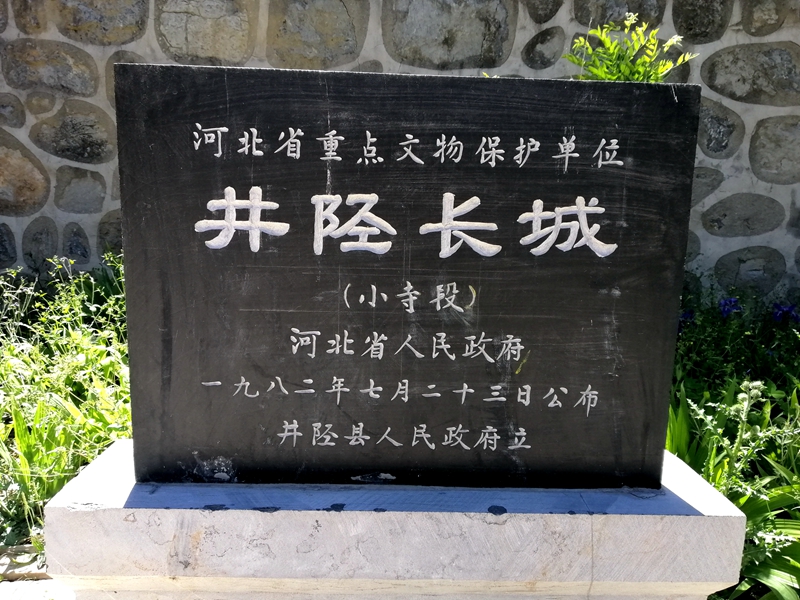 河北省重点文物保护单位
井陉长城
(小寺段)
河北省人民政府
一九八二年七月二十三日公布
井陉县人民政府立